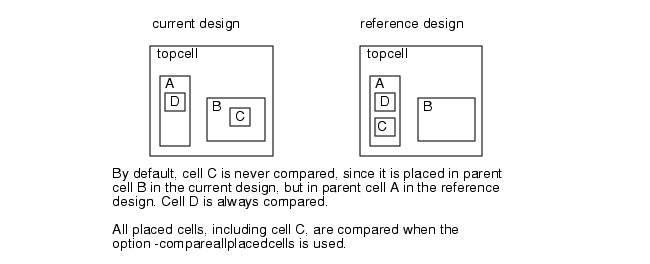 current design
reference design
topcell
topcell
A
D
B
C
A
D
C
B
By default, cell C is never compared, since it is placed in parent
cell B in the current design, but in parent cell A in the reference
design. Cell D is always compared.
All placed cells, including cell C, are compared when the
option -compareallplacedcells is used.